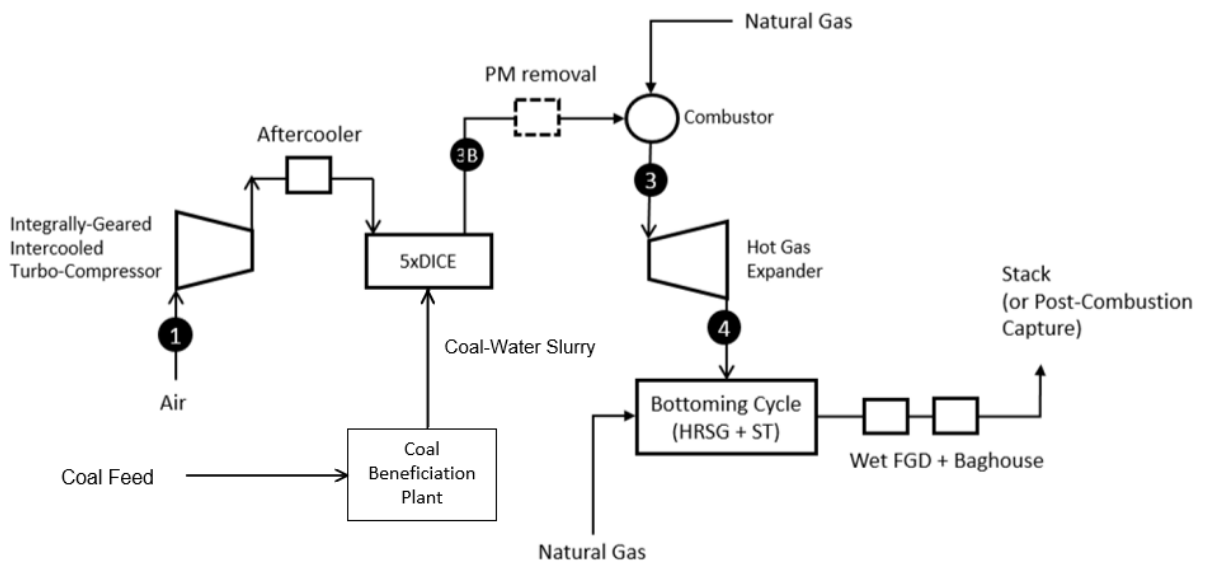 Natural Gas
PM removal
Combustor
Aftercooler
3B
3
Integrally-Geared
Intercooled
Turbo-Compressor
5xDICE
Hot Gas
Expander
Stack
(or Post-Combustion
Capture)
1
4
Coal-Water Slurry
Air
Bottoming Cycle
(HRSG + ST)
Wet FGD + Baghouse
Coal Feed
Coal
Beneficiation
Plant
Natural Gas